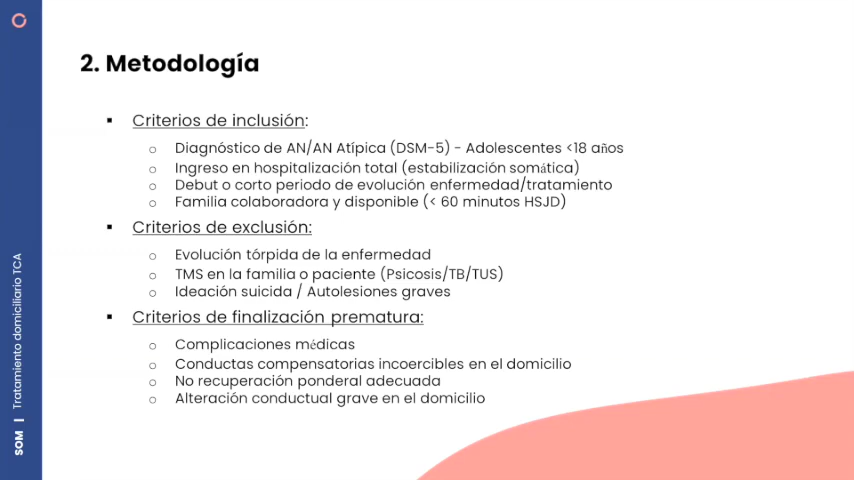 2. Metodología
▪ Criterios de inclusión:
o Diagnóstico de AN/AN Atípica (DSM-5) - Adolescentes <18 años
o Ingreso en hospitalización total (estabilización somática)
o Debut o corto periodo de evolución enfermedad/tratamiento
o Familia colaboradora y disponible (< 60 minutos HSJD)
▪ Criterios de exclusión:
o Evolución tórpida de la enfermedad
o TMS en la familia o paciente (Psicosis/TB/TUS)
o Ideación suicida / Autolesiones graves
▪ Criterios de finalización prematura:
o Complicaciones médicas
o Conductas compensatorias incoercibles en el domicilio
o No recuperación ponderal adecuada
o Alteración conductual grave en el domicilio
SOM | Tratamiento domiciliario TCA